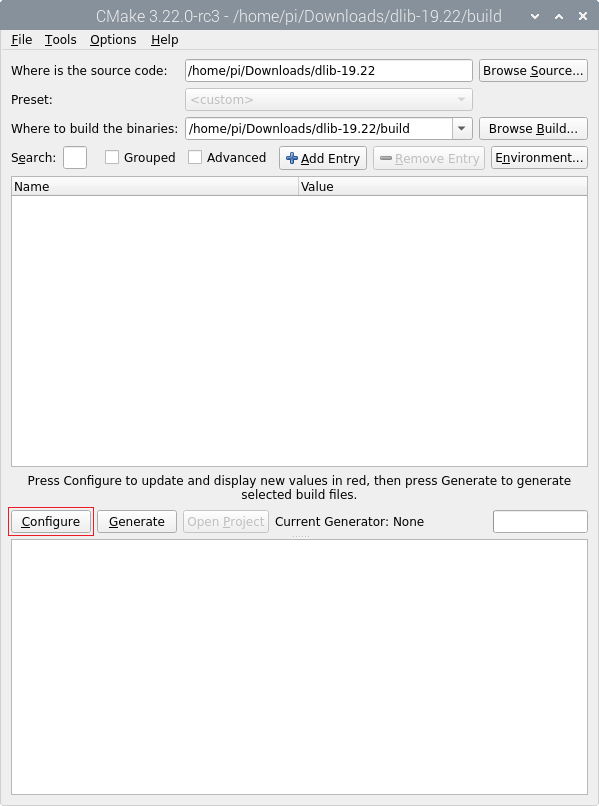 CMake 3.22.0-rc3 - /home/pi/Downloads/dlib-19.22/build
File Tools Options Help
Where is the source code: /home/pi/Downloads/dlib-19.22 Browse Source...
Preset: <custom>
Where to build the binaries: /home/pi/Downloads/dlib-19.22/build Browse Build...
Search: Grouped Advanced Add Entry Remove Entry Environment...
Name Value
Press Configure to update and display new values in red, then press Generate to generate
selected build files.
Configure Generate Open Project Current Generator: None